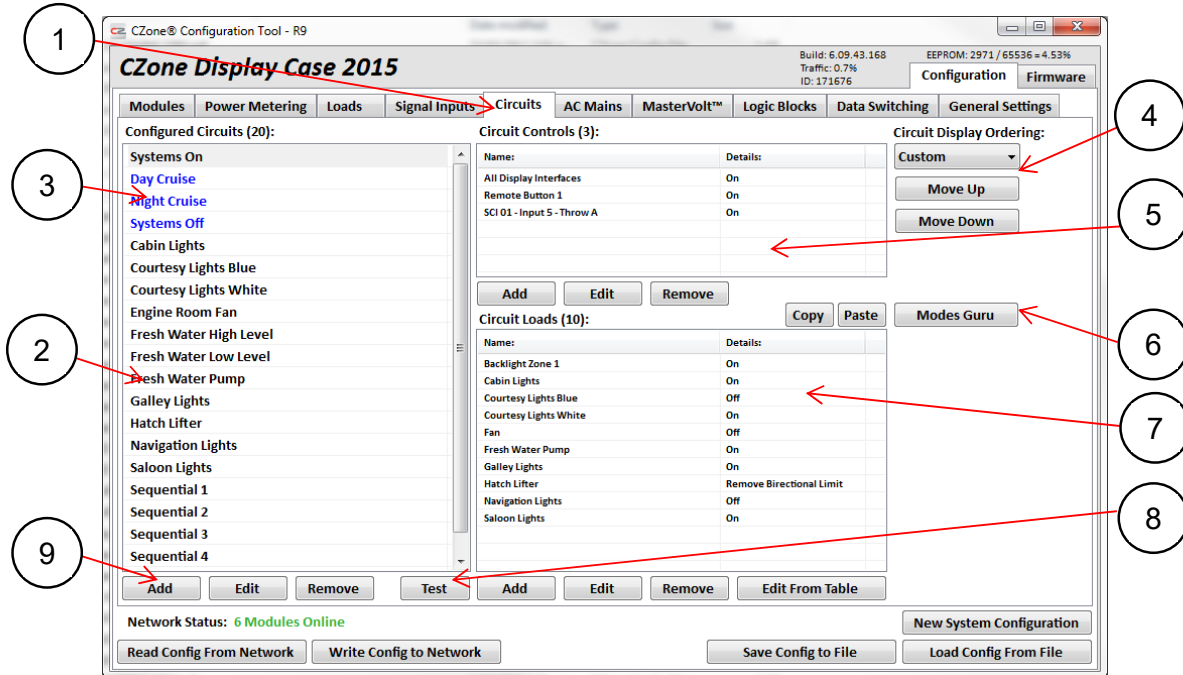 CZone® Configuration Tool - R9
CZone Display Case 2015
Build: 6.09.43.168
Traffic: 0.7%
ID: 171676
EEPROM: 2971 / 65536 = 4.53%
Configuration Firmware
Modules Power Metering Loads Signal Inputs Circuits AC Mains MasterVolt™ Logic Blocks Data Switching General Settings
Configured Circuits (20):
Systems On
Day Cruise
Night Cruise
Systems Off
Cabin Lights
Courtesy Lights Blue
Courtesy Lights White
Engine Room Fan
Fresh Water High Level
Fresh Water Low Level
Fresh Water Pump
Galley Lights
Hatch Lifter
Navigation Lights
Saloon Lights
Sequential 1
Sequential 2
Sequential 3
Sequential 4
Add Edit Remove Test
Circuit Controls (3):
Name: Details:
All Display Interfaces On
Remote Button 1 On
SCI 01 - Input 5 - Throw A On
Add Edit Remove
Copy Paste
Circuit Loads (10):
Name: Details:
Backlight Zone 1 On
Cabin Lights On
Courtesy Lights Blue Off
Courtesy Lights White On
Fan Off
Fresh Water Pump On
Galley Lights On
Hatch Lifter Remove Birectional Limit
Navigation Lights Off
Saloon Lights On
Add Edit Remove Edit From Table
Circuit Display Ordering:
Custom
Move Up
Move Down
Modes Guru
Network Status: 6 Modules Online
New System Configuration
Read Config From Network Write Config to Network Save Config to File Load Config From File
1
2
3
4
5
6
7
8
9